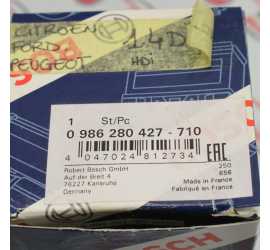 CITROEN
FORD
PEUGEOT
1.4D
HDi
1 St/Pc
0 986 280 427 - 710
4 047024 812734
EAC
Robert Bosch GmbH
Auf der Breit 4
76227 Karlsruhe
Germany
250
656
Made in France
Fabriqué en France